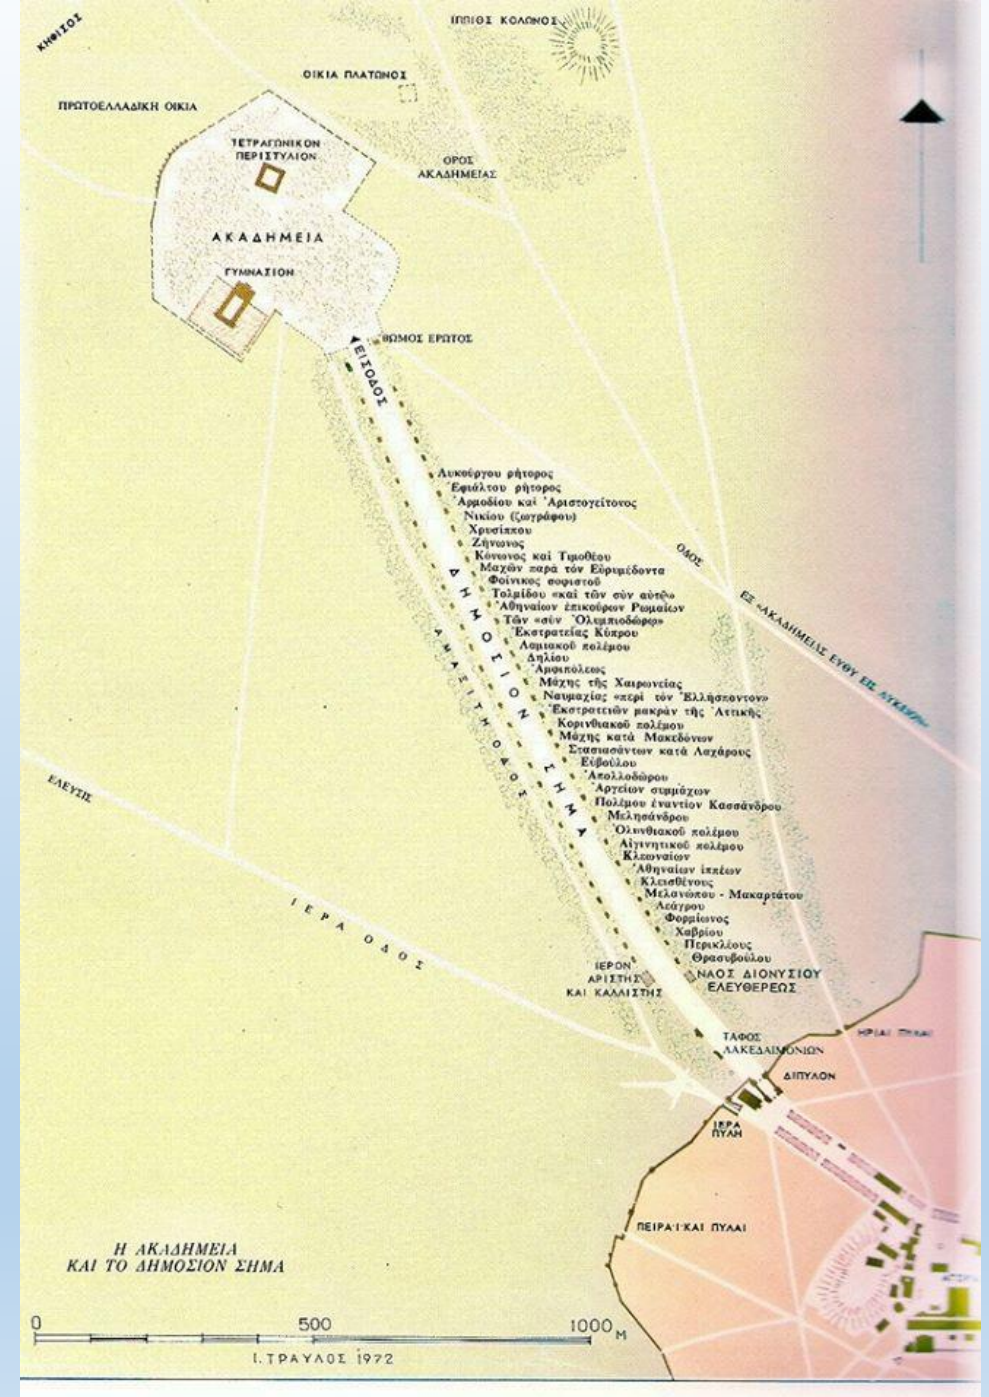 ΚΗΦΙΣΟΣ
ΙΠΠΙΟΣ ΚΟΛΩΝΟΣ
ΟΙΚΙΑ ΠΛΑΤΩΝΟΣ
ΠΡΩΤΟΕΛΛΑΔΙΚΗ ΟΙΚΙΑ
ΤΕΤΡΑΓΩΝΙΚΟΝ
ΠΕΡΙΣΤΥΛΙΟΝ
ΟΡΟΣ
ΑΚΑΔΗΜΕΙΑΣ
ΑΚΑΔΗΜΕΙΑ
ΓΥΜΝΑΣΙΟΝ
ΒΩΜΟΣ ΕΡΩΤΟΣ
ΕΙΣΟΔΟΣ
Λυκούργου ρήτορος
Ἐφιάλτου ρήτορος
Ἁρμοδίου καὶ Ἀριστογείτονος
Νικίου (ζωγράφου)
Χρυσίππου
Ζήνωνος
Κόνωνος καὶ Τιμοθέου
Μαχῶν παρὰ τὸν Εὐρυμέδοντα
Φοίνικος σοφιστοῦ
Τολμίδου «καὶ τῶν σὺν αὐτῷ»
Ἀθηναίων ἐπικούρων Ρωμαίων
Τῶν «σὺν Ὀλυμπιοδώρῳ»
Ἐκστρατείας Κύπρου
Λαμιακοῦ πολέμου
Δηλίου
Ἀμφιπόλεως
Μάχης τῆς Χαιρωνείας
Ναυμαχίας «περὶ τὸν Ἑλλήσποντον»
Ἐκστρατειῶν μακρὰν τῆς Ἀττικῆς
Κορινθιακοῦ πολέμου
Μάχης κατὰ Μακεδόνων
Στασιασάντων κατὰ Λαχάρους
Εὐβούλου
Ἀπολλοδώρου
Ἀργείων συμμάχων
Πολέμου ἐναντίον Κασσάνδρου
Μελησάνδρου
Ὀλυνθιακοῦ πολέμου
Αἰγινητικοῦ πολέμου
Κλεωναίων
Ἀθηναίων ἱππέων
Κλεισθένους
Μελανώπου - Μακαρτάτου
Λεάγρου
Φορμίωνος
Χαβρίου
Περικλέους
Θρασυβούλου
ΔΗΜΟΣΙΟΝ ΣΗΜΑ
ΑΜΑΞΙΤΗ ΟΔΟΣ
ΟΔΟΣ
ΕΞ «ΑΚΑΔΗΜΕΙΑΣ ΕΥΘΥ ΕΙΣ ΛΥΚΕΙΟΝ»
ΕΛΕΥΣΙΣ
ΙΕΡΑ ΟΔΟΣ
ΙΕΡΟΝ
ΑΡΙΣΤΗΣ
ΚΑΙ ΚΑΛΛΙΣΤΗΣ
ΝΑΟΣ ΔΙΟΝΥΣΙΟΥ
ΕΛΕΥΘΕΡΕΩΣ
ΤΑΦΟΣ
ΛΑΚΕΔΑΙΜΟΝΙΩΝ
ΗΡΙΑΙ ΠΥΛΑΙ
ΔΙΠΥΛΟΝ
ΙΕΡΑ
ΠΥΛΗ
ΠΕΙΡΑΪΚΑΙ ΠΥΛΑΙ
Η ΑΚΑΔΗΜΕΙΑ
ΚΑΙ ΤΟ ΔΗΜΟΣΙΟΝ ΣΗΜΑ
0 500 1000 Μ
Ι. ΤΡΑΥΛΟΣ 1972